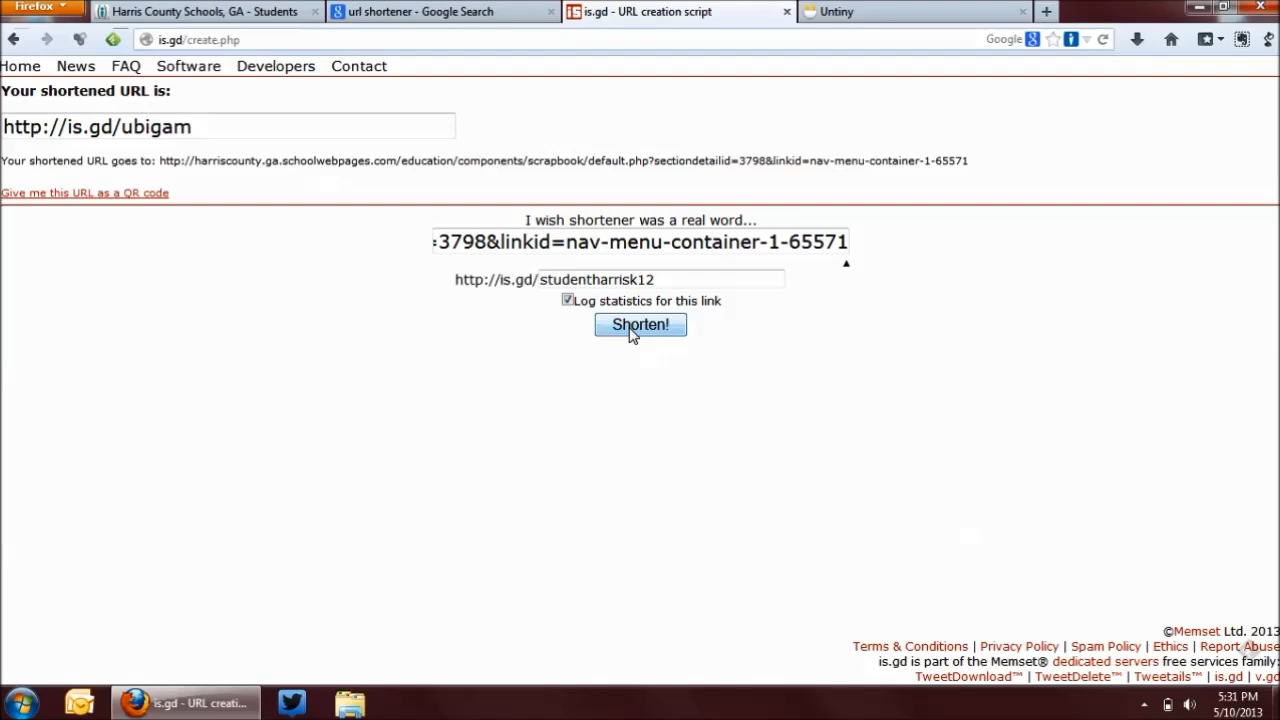 Firefox
Harris County Schools, GA - Students
url shortener - Google Search
is.gd - URL creation script
Untiny
is.gd/create.php
Google
Home News FAQ Software Developers Contact
Your shortened URL is:
http://is.gd/ubigam
Your shortened URL goes to: http://harriscounty.ga.schoolwebpages.com/education/components/scrapbook/default.php?sectiondetailid=3798&linkid=nav-menu-container-1-65571
Give me this URL as a QR code
I wish shortener was a real word...
=3798&linkid=nav-menu-container-1-65571
▲
http://is.gd/studentharrisk12
Log statistics for this link
Shorten!
©Memset Ltd. 2013
Terms & Conditions | Privacy Policy | Spam Policy | Ethics | Report Abuse
is.gd is part of the Memset® dedicated servers free services family:
TweetDownload™ | TweetDelete™ | Tweetails™ | is.gd | v.gd
is.gd - URL creati...
5:31 PM
5/10/2013